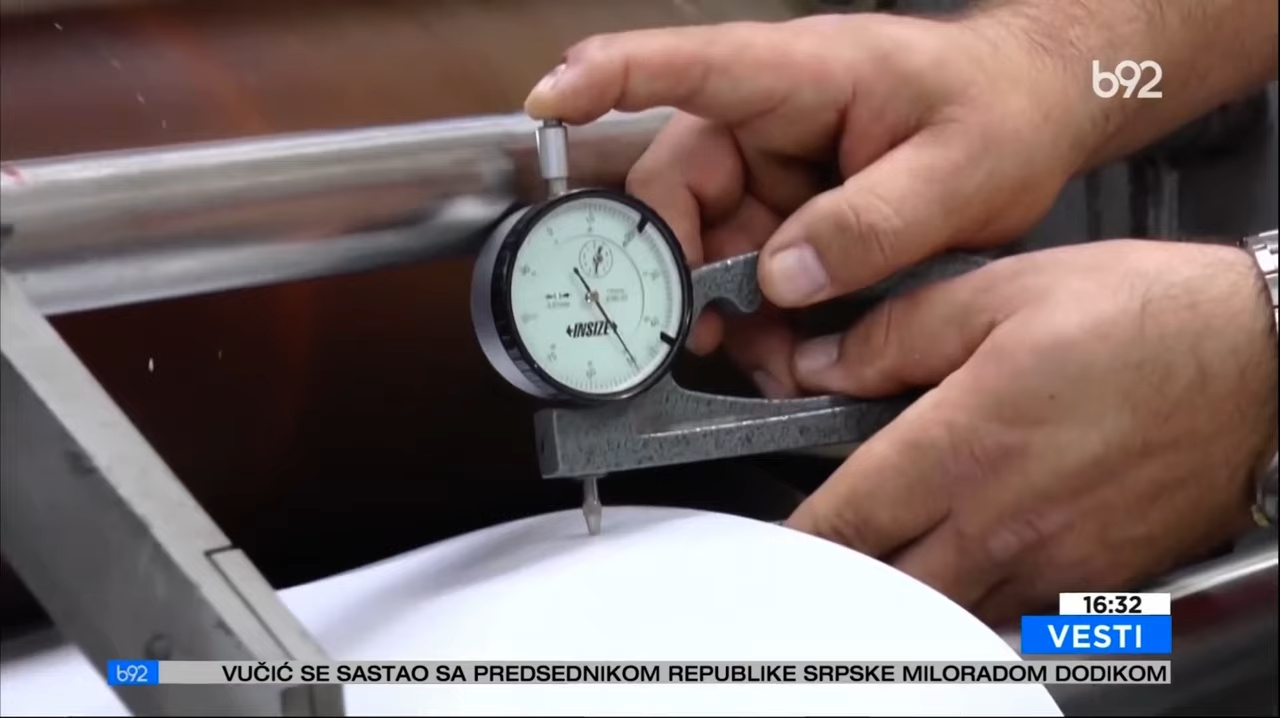 b92
INSIZE
16:32
VESTI
b92 VUČIĆ SE SASTAO SA PREDSEDNIKOM REPUBLIKE SRPSKE MILORADOM DODIKOM